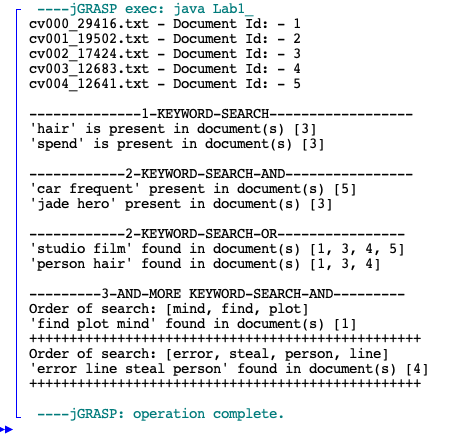 ----jGRASP exec: java Lab1_
cv000_29416.txt - Document Id: - 1
cv001_19502.txt - Document Id: - 2
cv002_17424.txt - Document Id: - 3
cv003_12683.txt - Document Id: - 4
cv004_12641.txt - Document Id: - 5
--------------1-KEYWORD-SEARCH------------------
'hair' is present in document(s) [3]
'spend' is present in document(s) [3]
------------2-KEYWORD-SEARCH-AND----------------
'car frequent' present in document(s) [5]
'jade hero' present in document(s) [3]
------------2-KEYWORD-SEARCH-OR----------------
'studio film' found in document(s) [1, 3, 4, 5]
'person hair' found in document(s) [1, 3, 4]
---------3-AND-MORE KEYWORD-SEARCH-AND---------
Order of search: [mind, find, plot]
'find plot mind' found in document(s) [1]
+++++++++++++++++++++++++++++++++++++++++++++++++
Order of search: [error, steal, person, line]
'error line steal person' found in document(s) [4]
+++++++++++++++++++++++++++++++++++++++++++++++++
----jGRASP: operation complete.